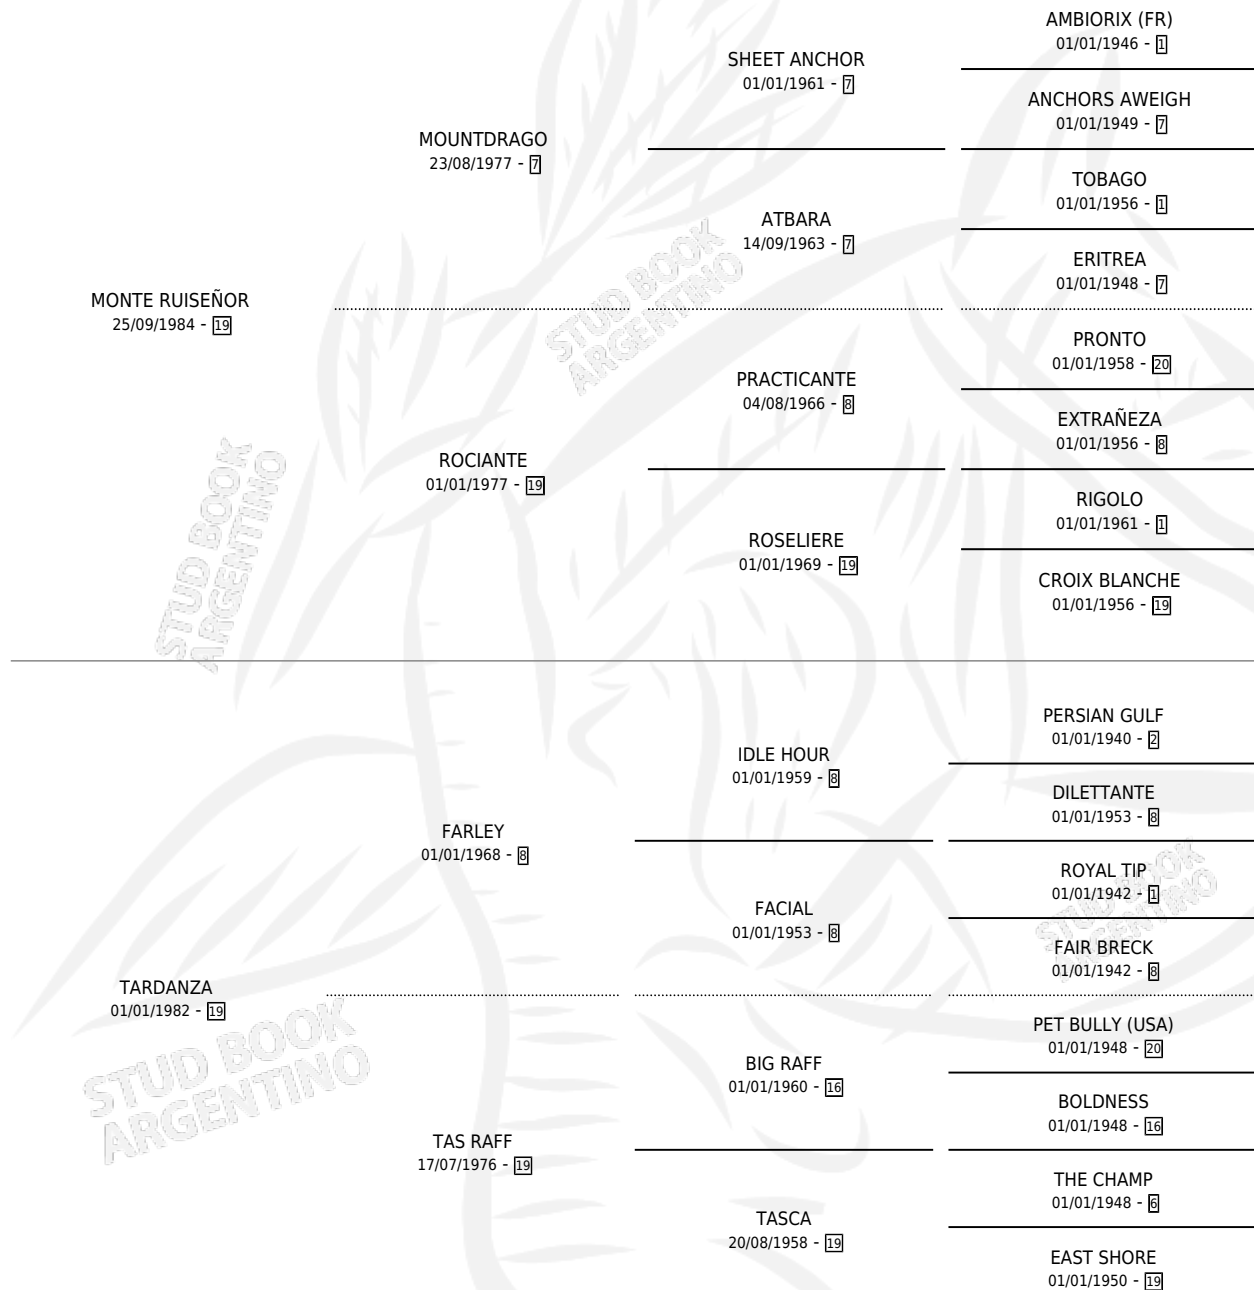 AMBIORIX (FR)
01/01/1946 - 1
SHEET ANCHOR
01/01/1961 - 7
ANCHORS AWEIGH
01/01/1949 - 7
MOUNTDRAGO
23/08/1977 - 7
TOBAGO
01/01/1956 - 1
ATBARA
14/09/1963 - 7
ERITREA
01/01/1948 - 7
MONTE RUISEÑOR
25/09/1984 - 19
PRONTO
01/01/1958 - 20
PRACTICANTE
04/08/1966 - 8
EXTRAÑEZA
01/01/1956 - 8
ROCIANTE
01/01/1977 - 19
RIGOLO
01/01/1961 - 1
ROSELIERE
01/01/1969 - 19
CROIX BLANCHE
01/01/1956 - 19
PERSIAN GULF
01/01/1940 - 2
IDLE HOUR
01/01/1959 - 8
DILETTANTE
01/01/1953 - 8
FARLEY
01/01/1968 - 8
ROYAL TIP
01/01/1942 - 1
FACIAL
01/01/1953 - 8
FAIR BRECK
01/01/1942 - 8
TARDANZA
01/01/1982 - 19
PET BULLY (USA)
01/01/1948 - 20
BIG RAFF
01/01/1960 - 16
BOLDNESS
01/01/1948 - 16
TAS RAFF
17/07/1976 - 19
THE CHAMP
01/01/1948 - 6
TASCA
20/08/1958 - 19
EAST SHORE
01/01/1950 - 19
STUD BOOK
ARGENTINO
STUD BOOK
ARGENTINO
STUD BOOK
ARGENTINO
STUD BOOK
ARGENTINO